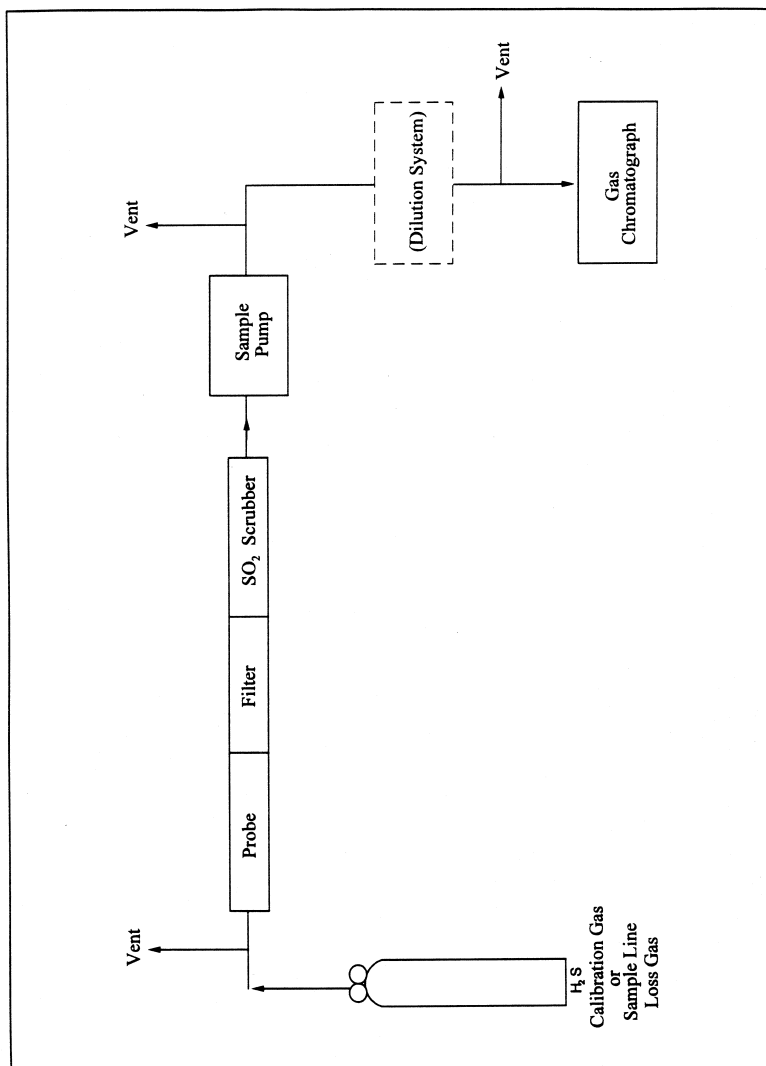 Vent
Vent
Vent
Sample
Pump
(Dilution System)
Gas
Chromatograph
Probe
Filter
SO₂ Scrubber
H₂S
Calibration Gas
or
Sample Line
Loss Gas